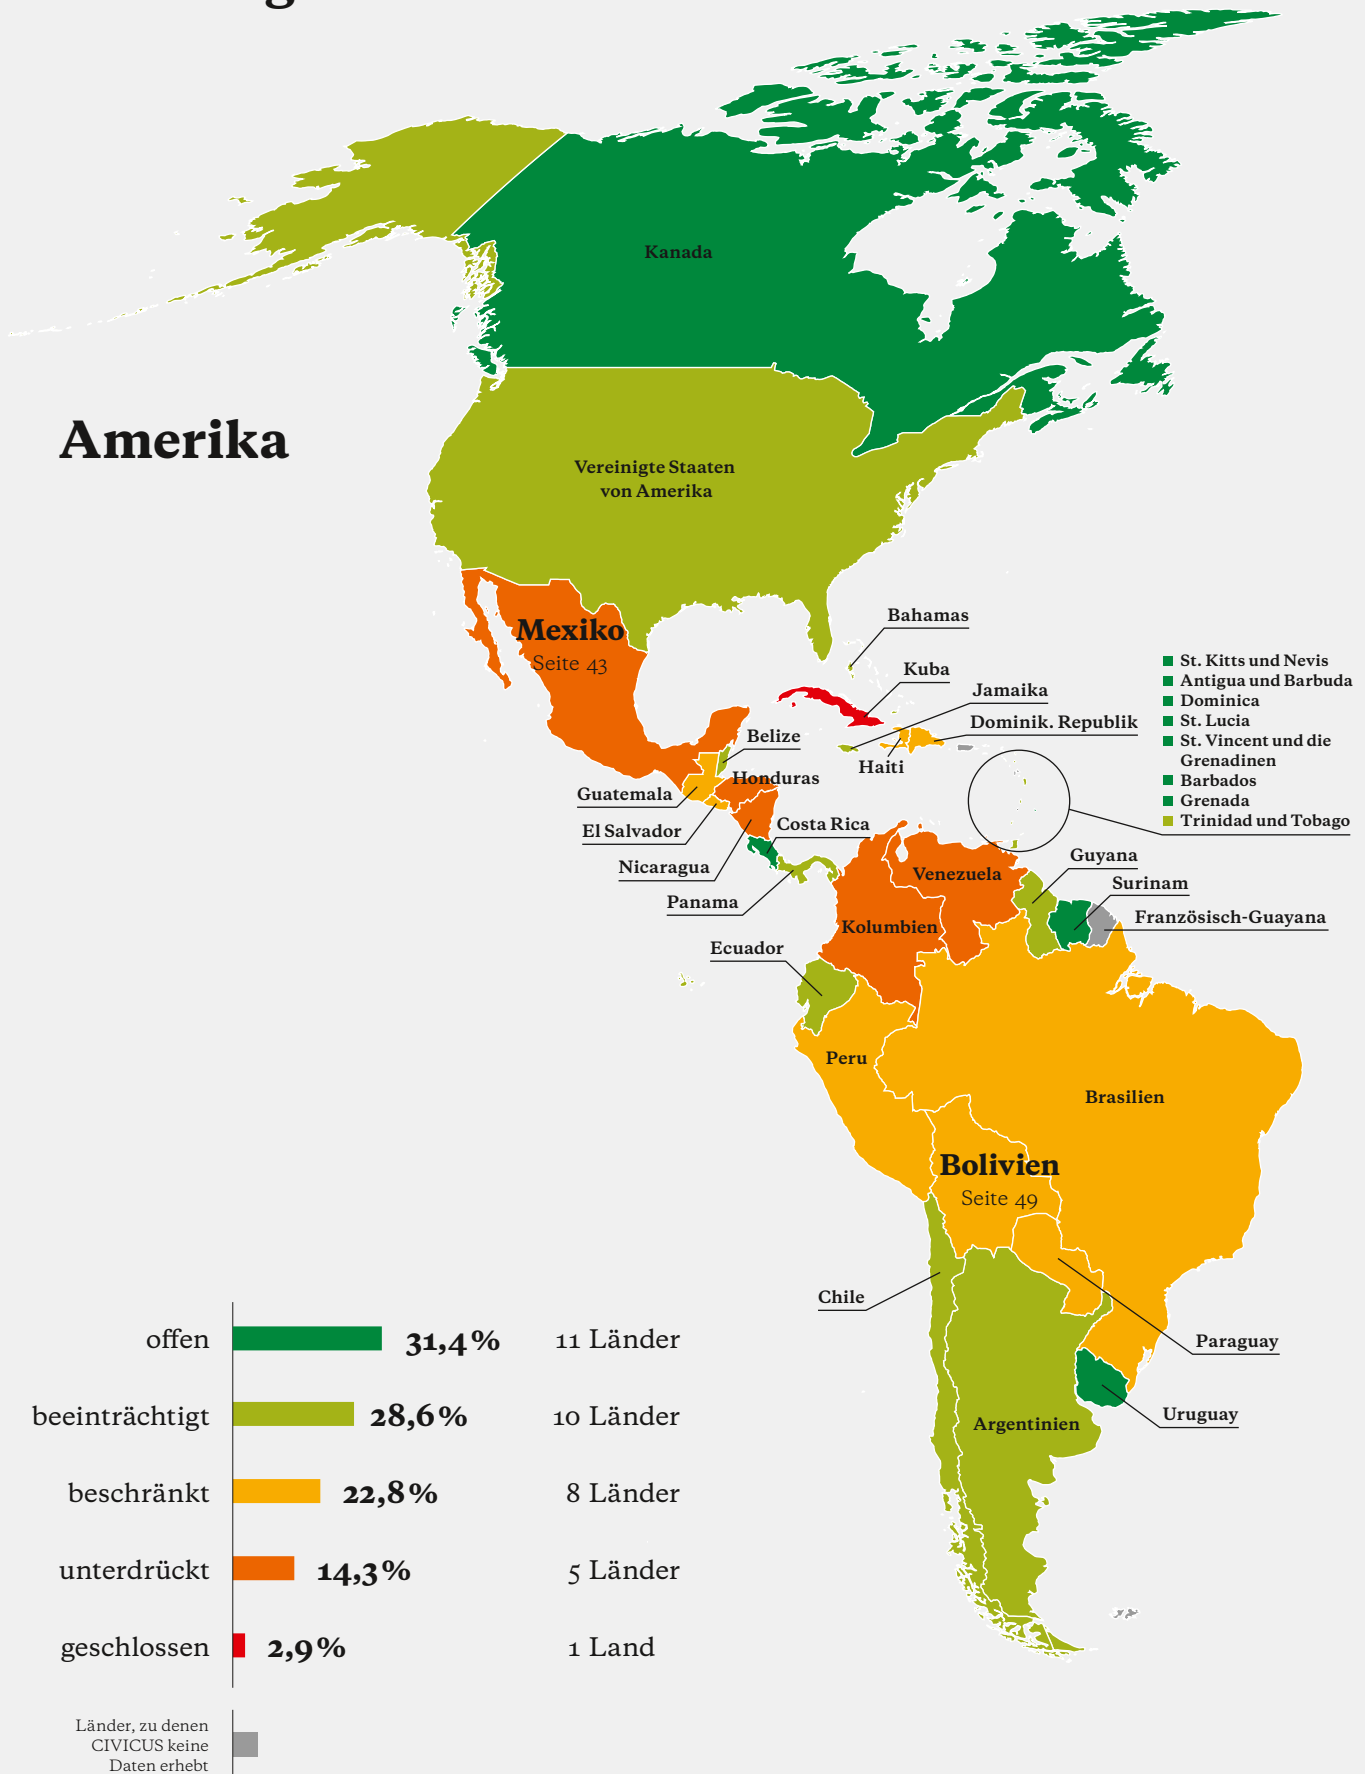 Amerika
Kanada
Vereinigte Staaten
von Amerika
Mexiko
Seite 43
Bahamas
Kuba
Jamaika
Dominik. Republik
Haiti
Belize
Honduras
Guatemala
El Salvador
Nicaragua
Costa Rica
Panama
St. Kitts und Nevis
Antigua und Barbuda
Dominica
St. Lucia
St. Vincent und die
Grenadinen
Barbados
Grenada
Trinidad und Tobago
Venezuela
Guyana
Surinam
Französisch-Guayana
Kolumbien
Ecuador
Peru
Brasilien
Bolivien
Seite 49
Chile
Paraguay
Uruguay
Argentinien
offen 31,4% 11 Länder
beeinträchtigt 28,6% 10 Länder
beschränkt 22,8% 8 Länder
unterdrückt 14,3% 5 Länder
geschlossen 2,9% 1 Land
Länder, zu denen
CIVICUS keine
Daten erhebt